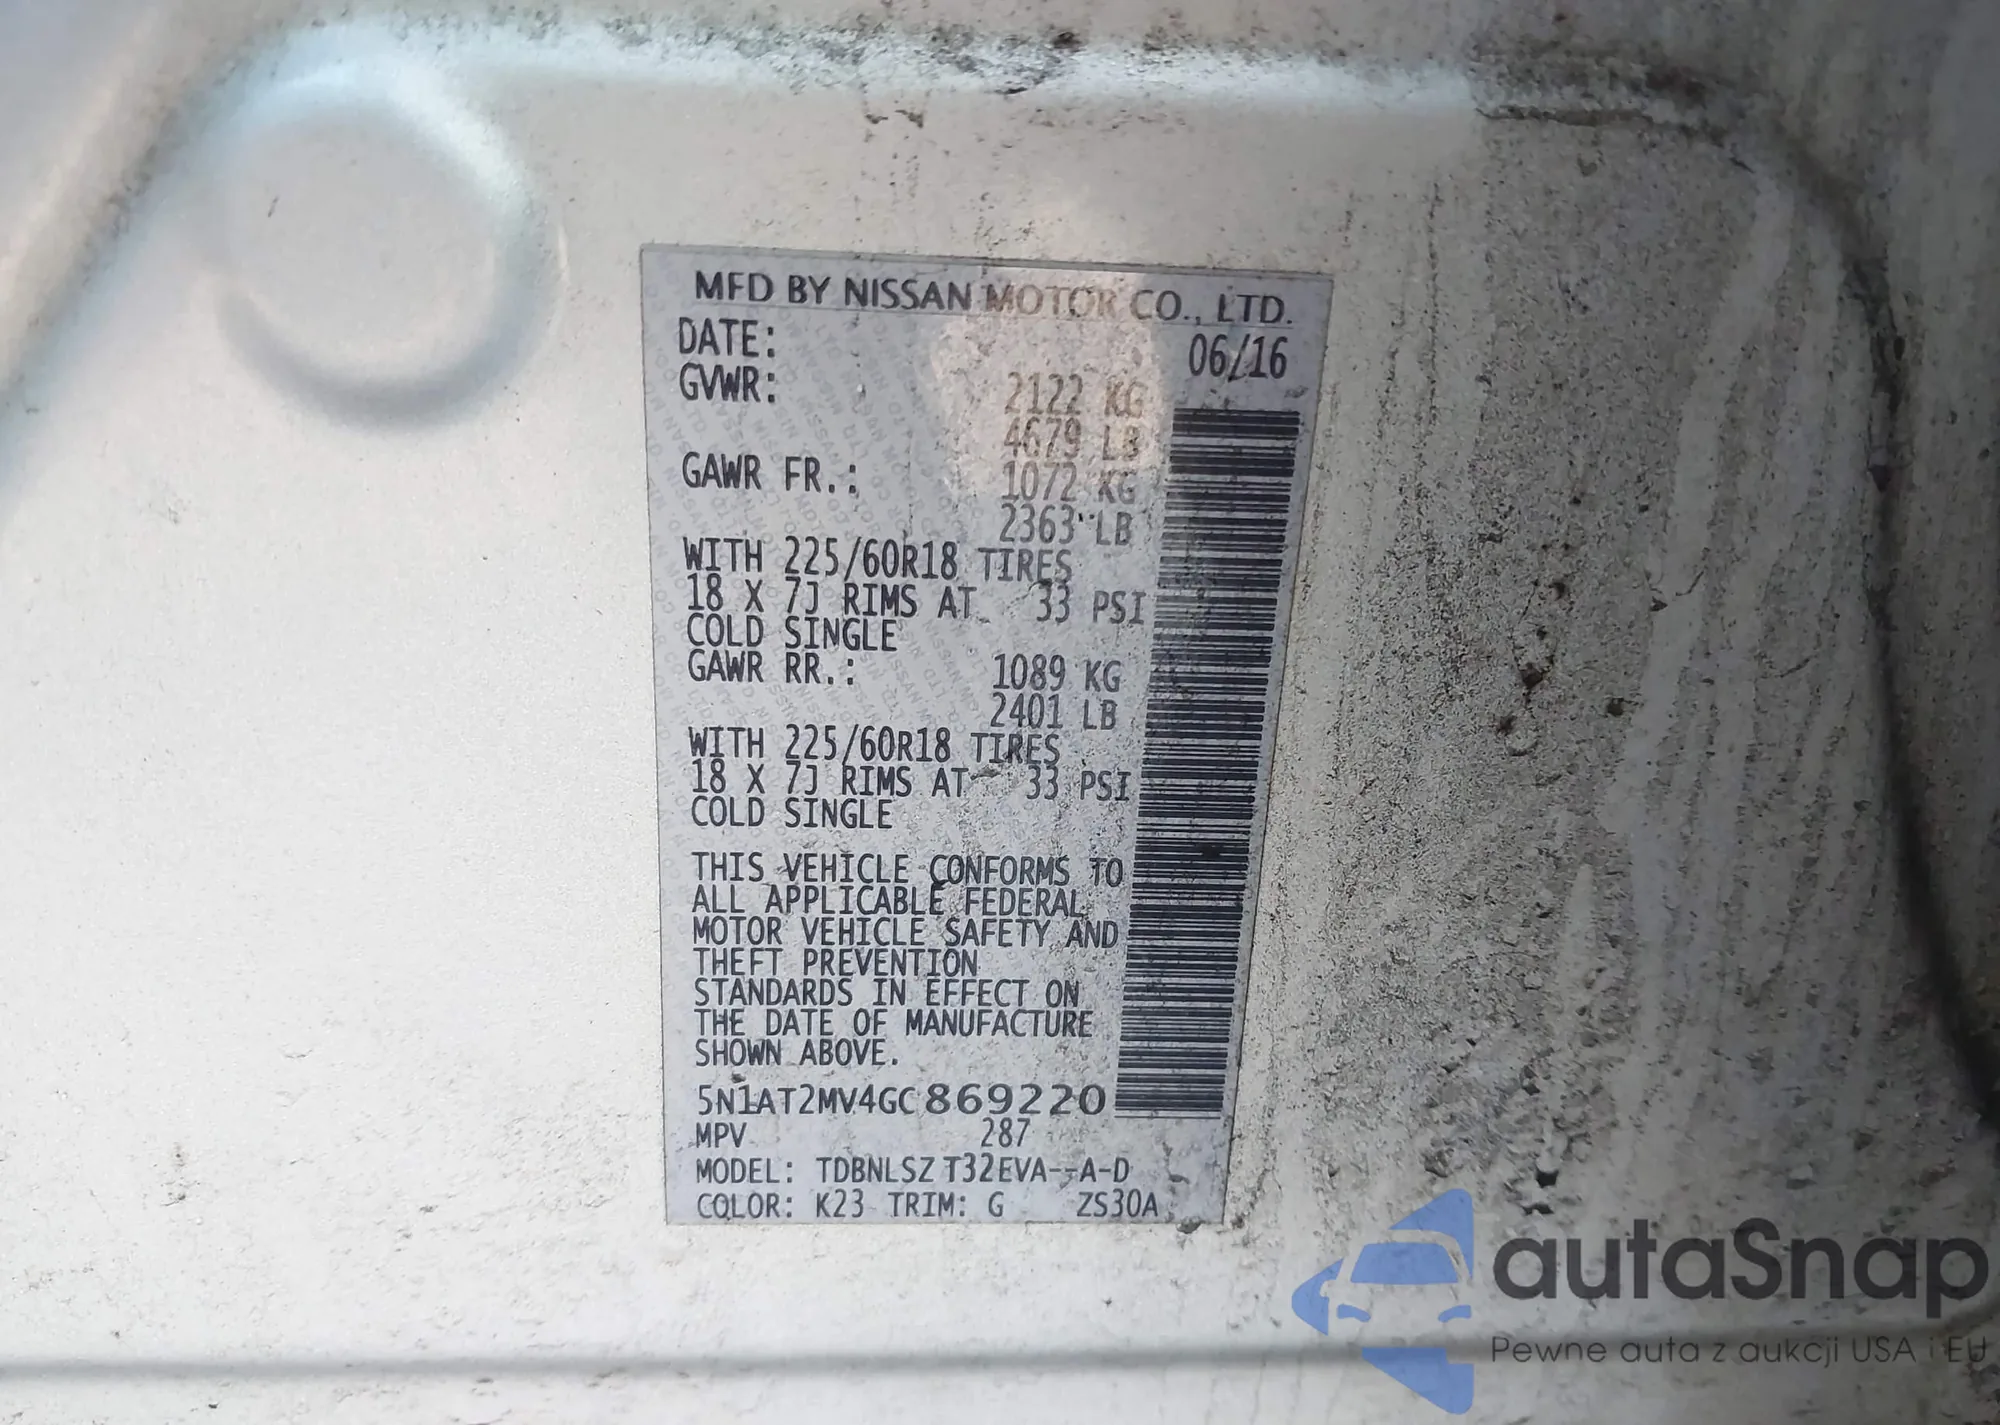 MFD BY NISSAN MOTOR CO., LTD.
DATE: 06/16
GVWR: 2122 KG
4679 LB
GAWR FR.: 1072 KG
2363 LB
WITH 225/60R18 TIRES
18 X 7J RIMS AT 33 PSI
COLD SINGLE
GAWR RR.: 1089 KG
2401 LB
WITH 225/60R18 TIRES
18 X 7J RIMS AT 33 PSI
COLD SINGLE
THIS VEHICLE CONFORMS TO
ALL APPLICABLE FEDERAL
MOTOR VEHICLE SAFETY AND
THEFT PREVENTION
STANDARDS IN EFFECT ON
THE DATE OF MANUFACTURE
SHOWN ABOVE.
5N1AT2MV4GC869220
MPV 287
MODEL: TDBNLSZ T32EVA--A-D
COLOR: K23 TRIM: G ZS30A
autaSnap
Pewne auta z aukcji USA i EU